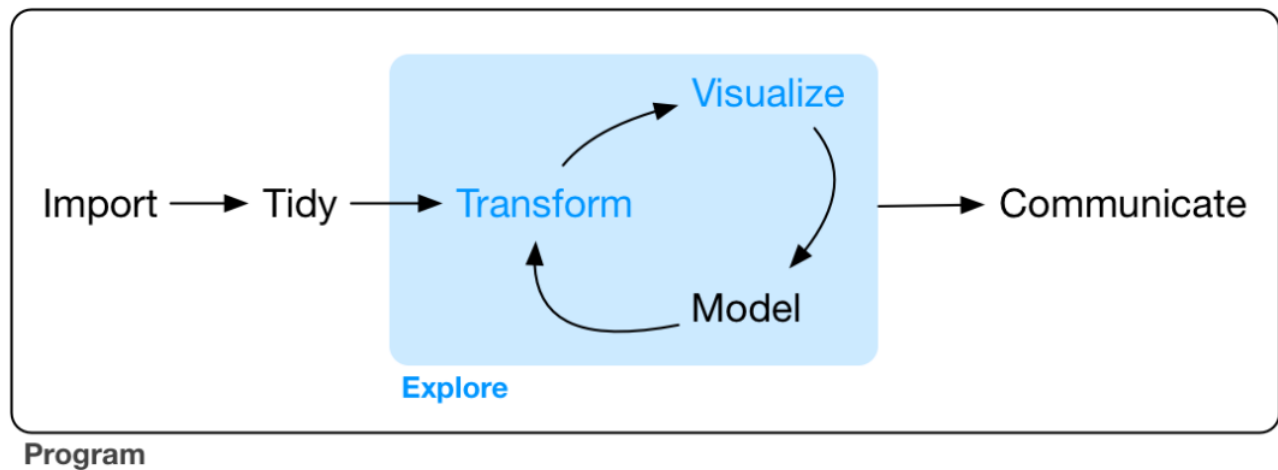 Visualize
Import
Tidy
Transform
Communicate
Model
Explore
Program